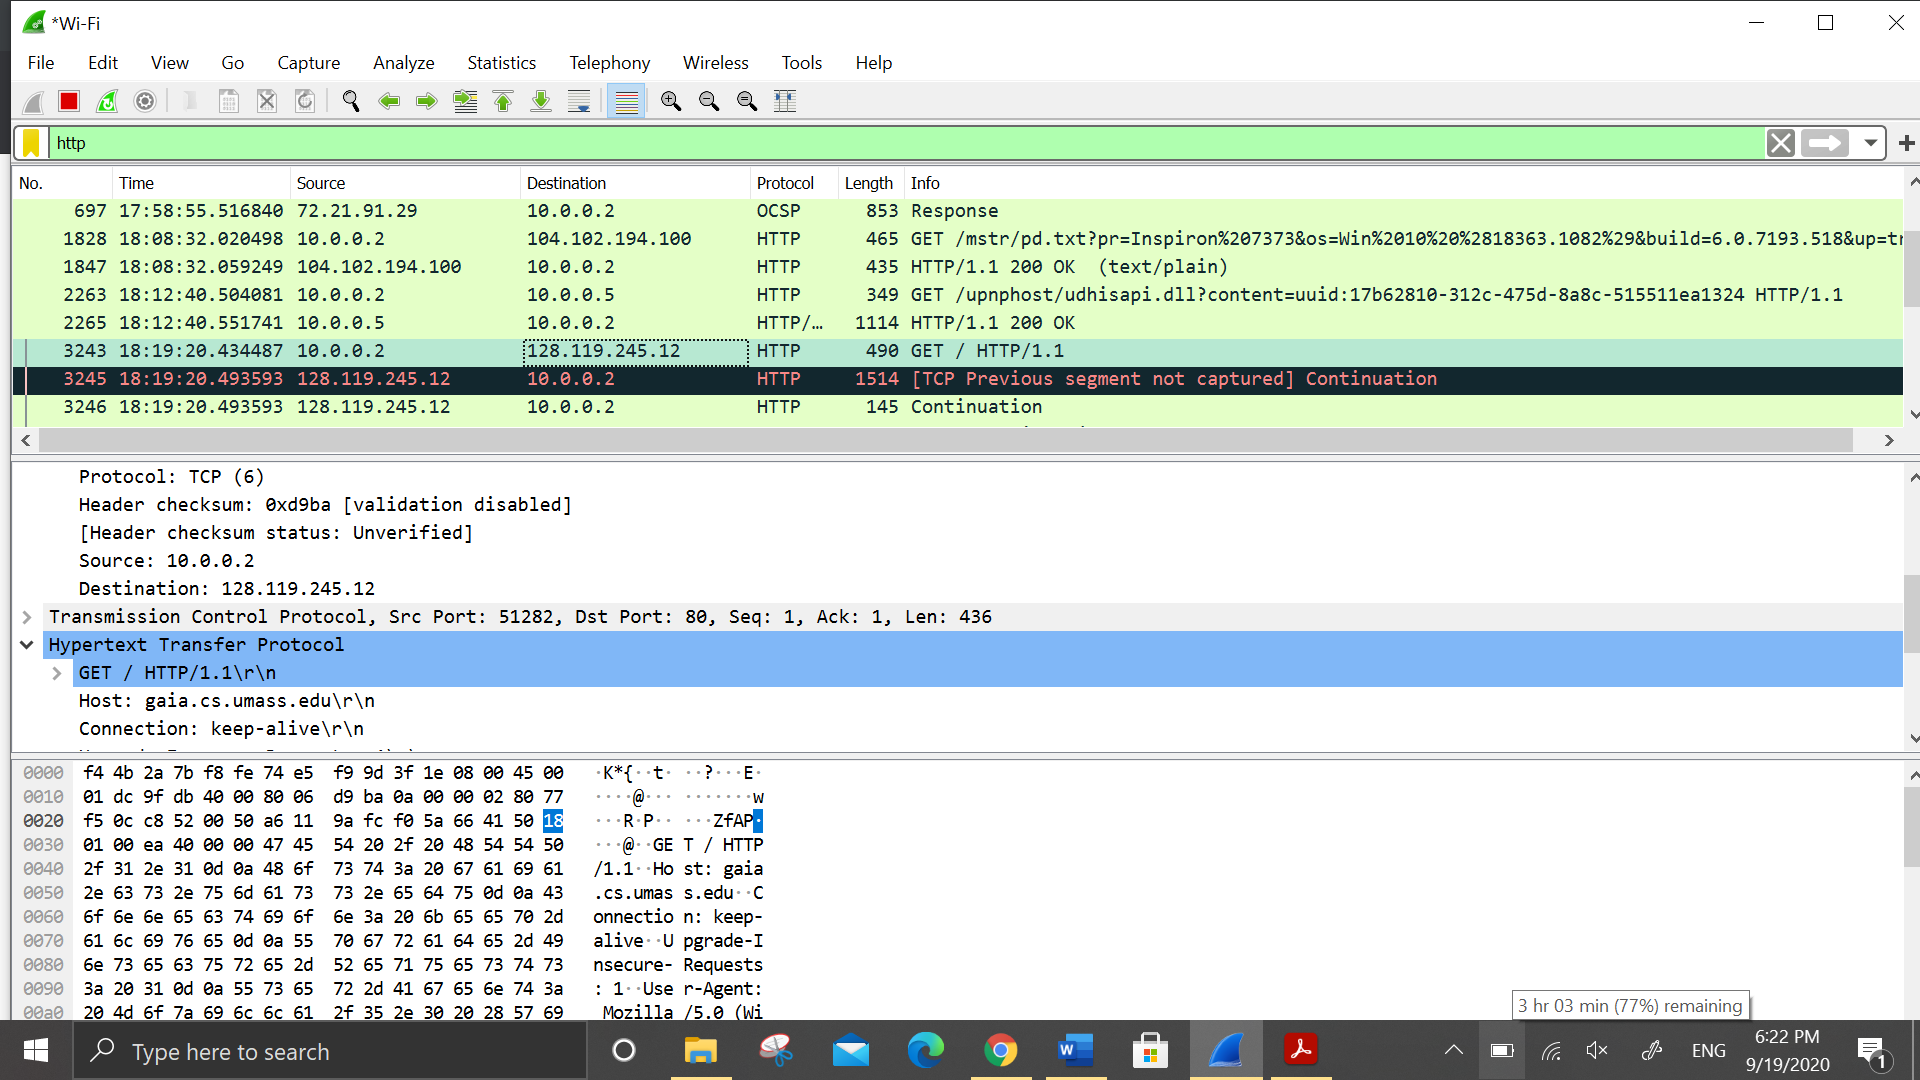 *Wi-Fi
File Edit View Go Capture Analyze Statistics Telephony Wireless Tools Help
http
No. Time Source Destination Protocol Length Info
697 17:58:55.516840 72.21.91.29 10.0.0.2 OCSP 853 Response
1828 18:08:32.020498 10.0.0.2 104.102.194.100 HTTP 465 GET /mstr/pd.txt?pr=Inspiron%207373&os=Win%2010%20%2818363.1082%29&build=6.0.7193.518&up=tr
1847 18:08:32.059249 104.102.194.100 10.0.0.2 HTTP 435 HTTP/1.1 200 OK (text/plain)
2263 18:12:40.504081 10.0.0.2 10.0.0.5 HTTP 349 GET /upnphost/udhisapi.dll?content=uuid:17b62810-312c-475d-8a8c-515511ea1324 HTTP/1.1
2265 18:12:40.551741 10.0.0.5 10.0.0.2 HTTP/… 1114 HTTP/1.1 200 OK
3243 18:19:20.434487 10.0.0.2 128.119.245.12 HTTP 490 GET / HTTP/1.1
3245 18:19:20.493593 128.119.245.12 10.0.0.2 HTTP 1514 [TCP Previous segment not captured] Continuation
3246 18:19:20.493593 128.119.245.12 10.0.0.2 HTTP 145 Continuation
Protocol: TCP (6)
Header checksum: 0xd9ba [validation disabled]
[Header checksum status: Unverified]
Source: 10.0.0.2
Destination: 128.119.245.12
Transmission Control Protocol, Src Port: 51282, Dst Port: 80, Seq: 1, Ack: 1, Len: 436
Hypertext Transfer Protocol
GET / HTTP/1.1\r\n
Host: gaia.cs.umass.edu\r\n
Connection: keep-alive\r\n
0000 f4 4b 2a 7b f8 fe 74 e5 f9 9d 3f 1e 08 00 45 00 ·K*{··t· ··?···E·
0010 01 dc 9f db 40 00 80 06 d9 ba 0a 00 00 02 80 77 ····@··· ·······w
0020 f5 0c c8 52 00 50 a6 11 9a fc f0 5a 66 41 50 18 ···R·P·· ···ZfAP·
0030 01 00 ea 40 00 00 47 45 54 20 2f 20 48 54 54 50 ···@··GE T / HTTP
0040 2f 31 2e 31 0d 0a 48 6f 73 74 3a 20 67 61 69 61 /1.1··Ho st: gaia
0050 2e 63 73 2e 75 6d 61 73 73 2e 65 64 75 0d 0a 43 .cs.umas s.edu··C
0060 6f 6e 6e 65 63 74 69 6f 6e 3a 20 6b 65 65 70 2d onnectio n: keep-
0070 61 6c 69 76 65 0d 0a 55 70 67 72 61 64 65 2d 49 alive··U pgrade-I
0080 6e 73 65 63 75 72 65 2d 52 65 71 75 65 73 74 73 nsecure- Requests
0090 3a 20 31 0d 0a 55 73 65 72 2d 41 67 65 6e 74 3a : 1··Use r-Agent:
00a0 20 4d 6f 7a 69 6c 6c 61 2f 35 2e 30 20 28 57 69 Mozilla /5.0 (Wi
3 hr 03 min (77%) remaining
Type here to search
ENG
6:22 PM
9/19/2020
1